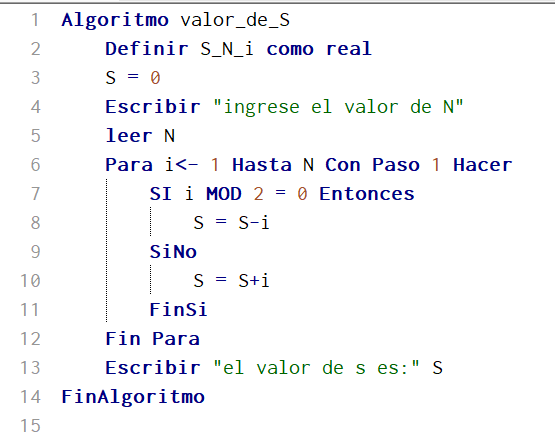 1 Algoritmo valor_de_S
2 Definir S_N_i como real
3 S = 0
4 Escribir "ingrese el valor de N"
5 leer N
6 Para i<- 1 Hasta N Con Paso 1 Hacer
7 SI i MOD 2 = 0 Entonces
8 S = S-i
9 SiNo
10 S = S+i
11 FinSi
12 Fin Para
13 Escribir "el valor de s es:" S
14 FinAlgoritmo
15